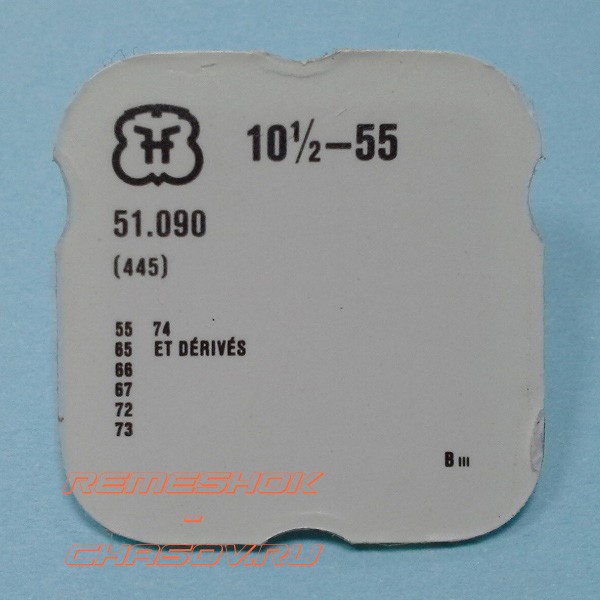 10½–55
51.090
(445)
55 74
65 ET DÉRIVÉS
66
67
72
73
B III
REMESHOK
-
CHASOV.RU